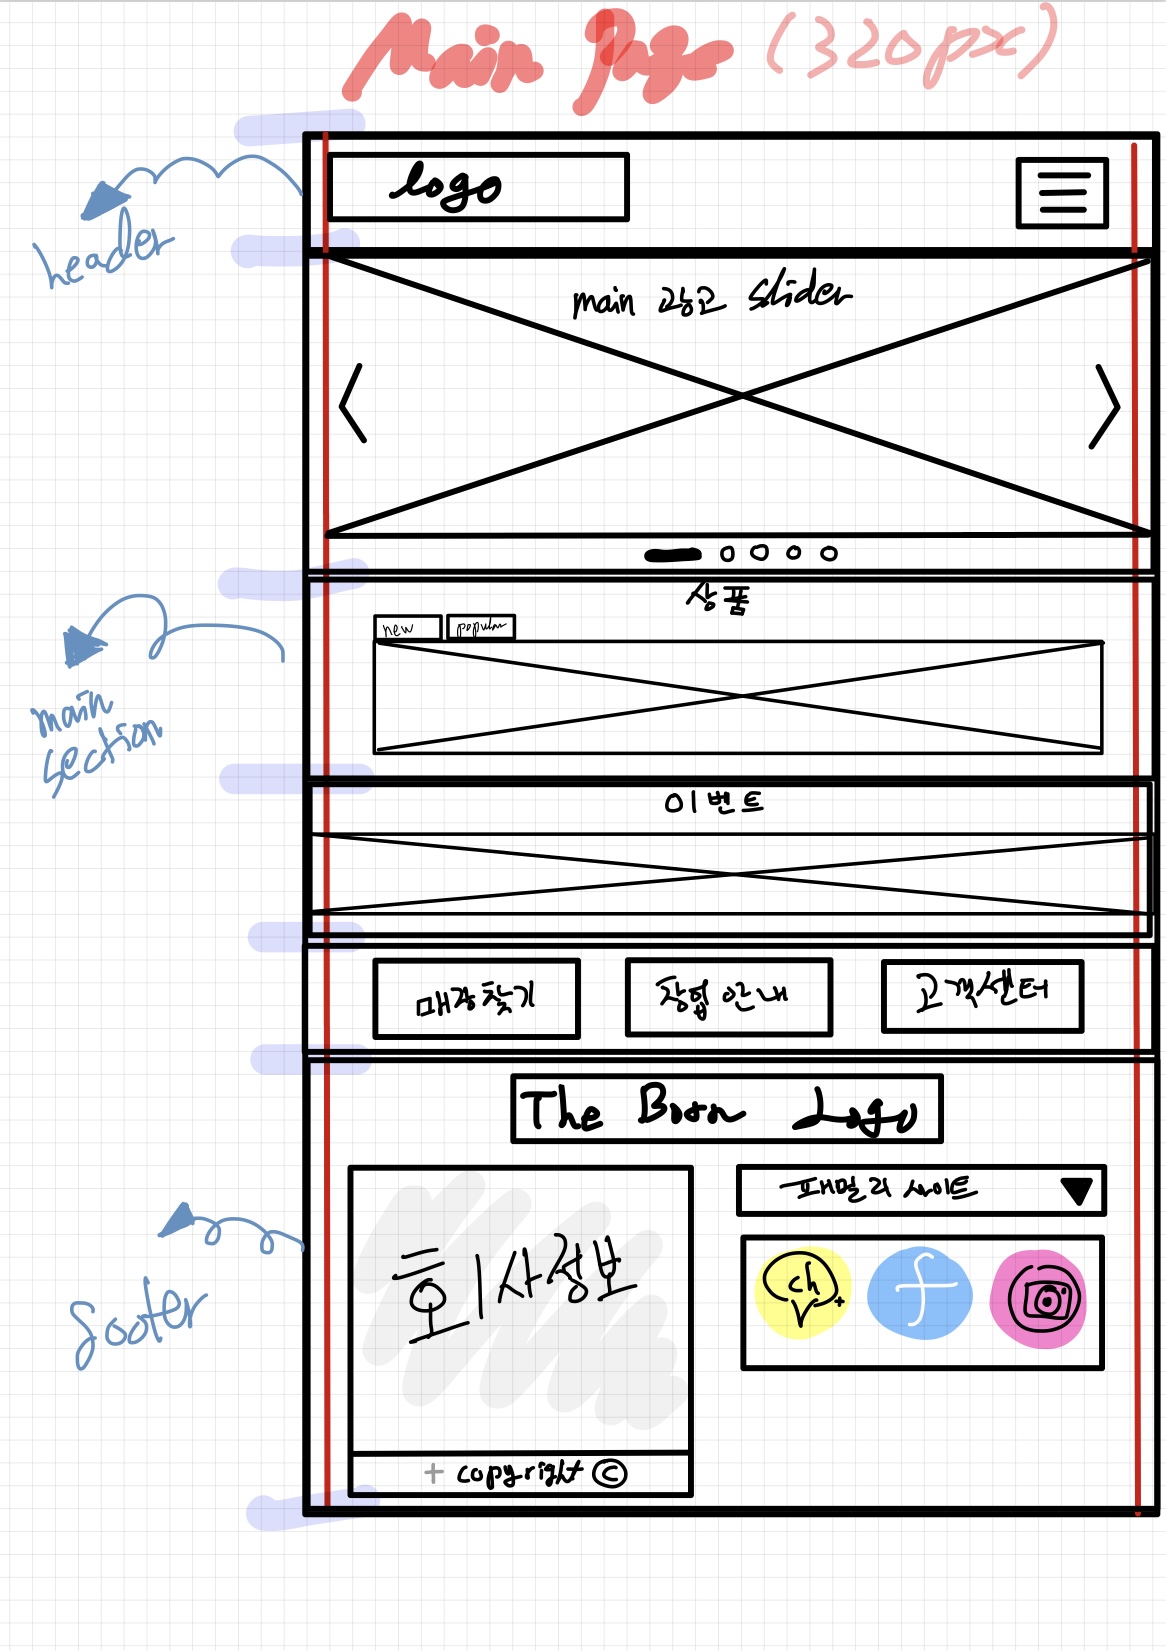 Main Page (320px)
logo
header
main 광고 slider
상품
new popular
main
section
이벤트
매장찾기 창업안내 고객센터
The Born Logo
패밀리 사이트
회사정보
ch+
f
footer
+ copyright ©